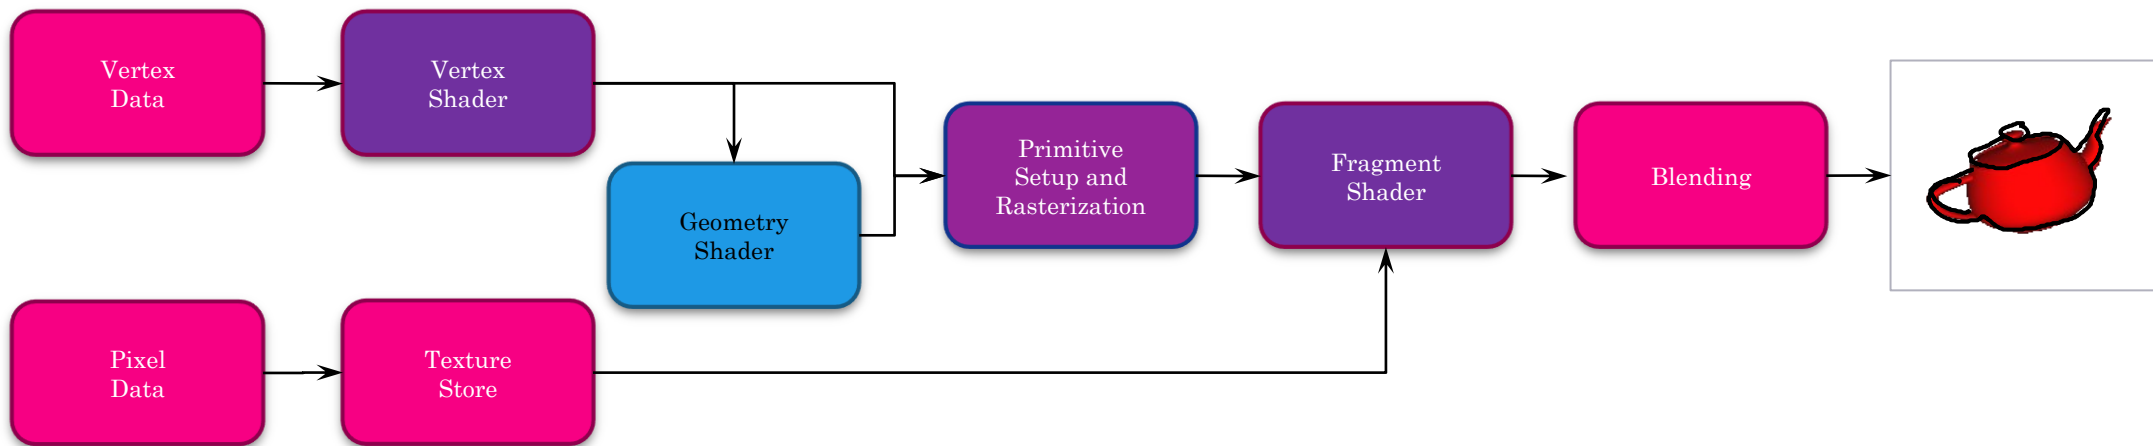 Vertex
Data
Vertex
Shader
Geometry
Shader
Primitive
Setup and
Rasterization
Fragment
Shader
Blending
Pixel
Data
Texture
Store